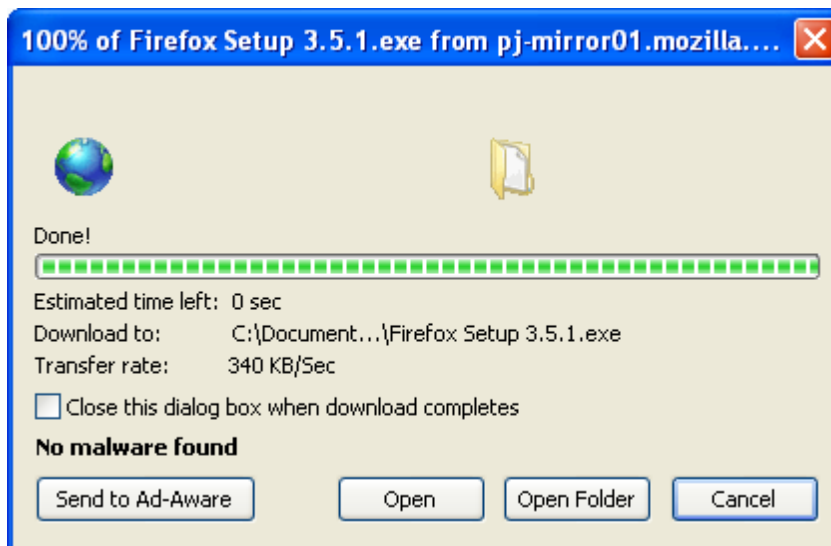 100% of Firefox Setup 3.5.1.exe from pj-mirror01.mozilla....
Done!
Estimated time left: 0 sec
Download to: C:\Document...\Firefox Setup 3.5.1.exe
Transfer rate: 340 KB/Sec
Close this dialog box when download completes
No malware found
Send to Ad-Aware Open Open Folder Cancel